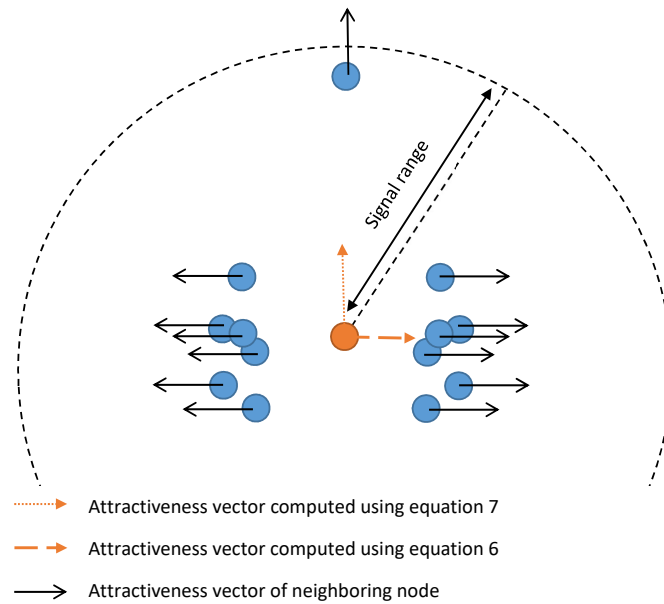 Signal range
Attractiveness vector computed using equation 7
Attractiveness vector computed using equation 6
Attractiveness vector of neighboring node